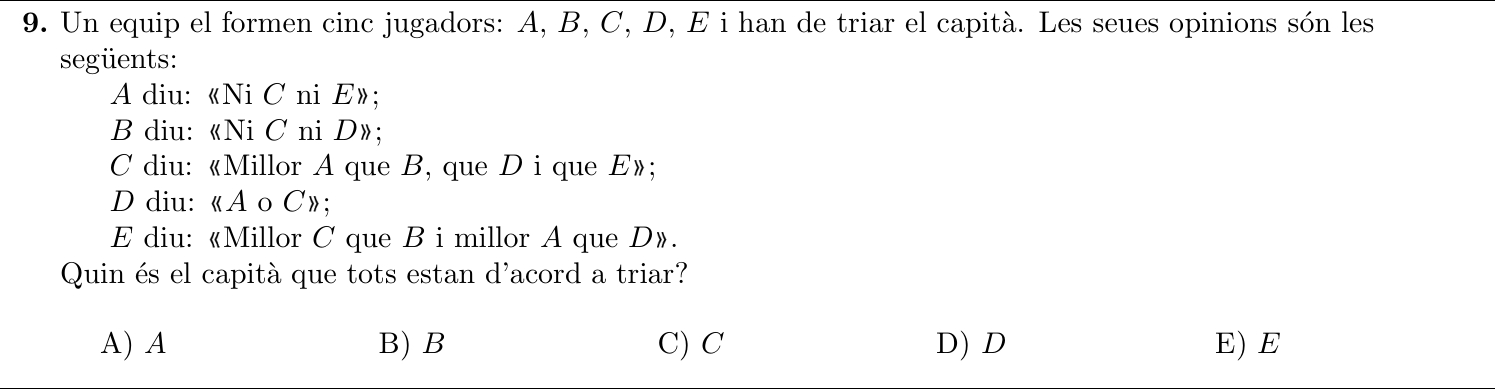 9. Un equip el formen cinc jugadors: A, B, C, D, E i han de triar el capità. Les seues opinions són les
següents:
A diu: «Ni C ni E»;
B diu: «Ni C ni D»;
C diu: «Millor A que B, que D i que E»;
D diu: «A o C»;
E diu: «Millor C que B i millor A que D».
Quin és el capità que tots estan d'acord a triar?
A) A B) B C) C D) D E) E